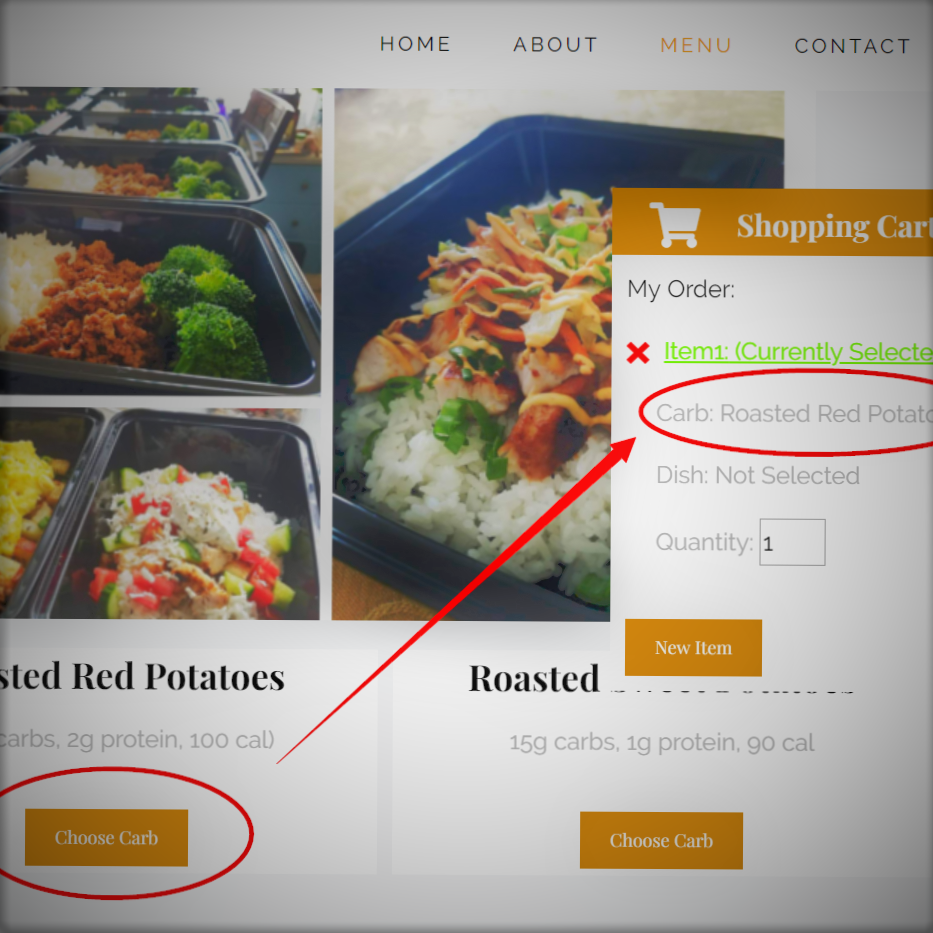 HOME ABOUT MENU CONTACT
Shopping Cart
My Order:
Item1: (Currently Selecte
Carb: Roasted Red Potato
Dish: Not Selected
Quantity: 1
New Item
sted Red Potatoes
Roasted
carbs, 2g protein, 100 cal)
15g carbs, 1g protein, 90 cal
Choose Carb
Choose Carb